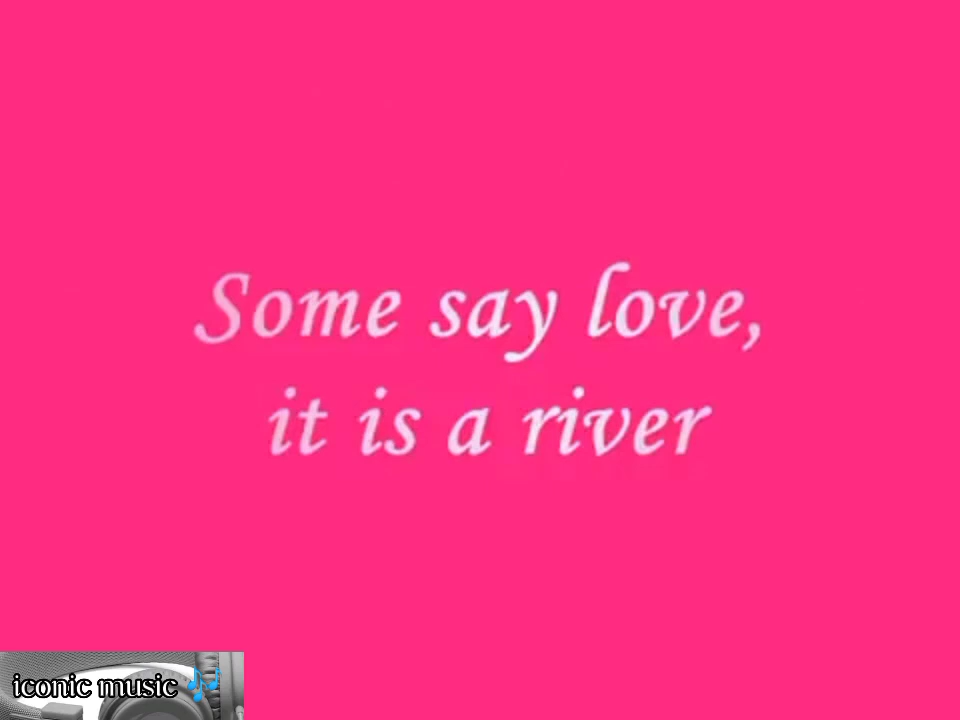 Some say love,
it is a river
iconic music 🎶